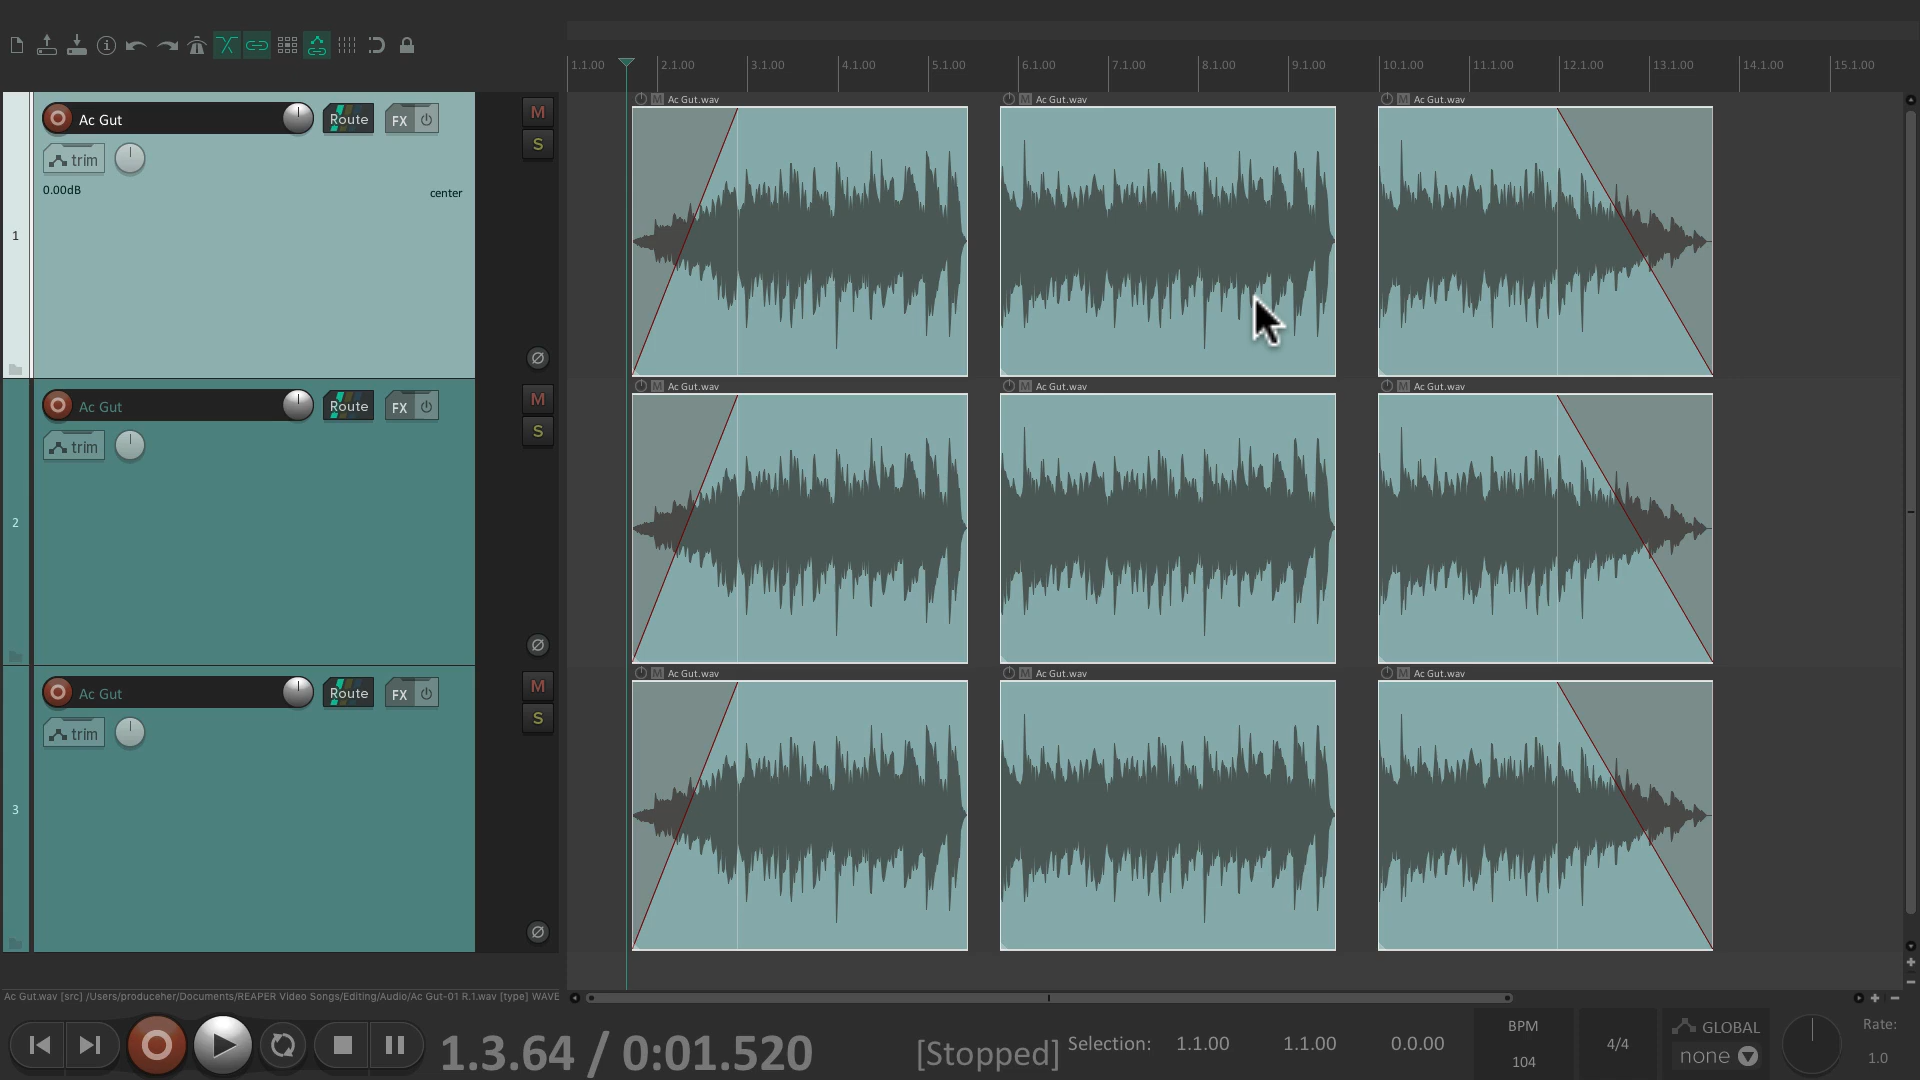 1.1.00 2.1.00 3.1.00 4.1.00 5.1.00 6.1.00 7.1.00 8.1.00 9.1.00 10.1.00 11.1.00 12.1.00 13.1.00 14.1.00 15.1.00
M Ac Gut.wav M Ac Gut.wav M Ac Gut.wav
Ac Gut Route FX M
S
trim
0.00dB center
1
M Ac Gut.wav M Ac Gut.wav M Ac Gut.wav
Ac Gut Route FX M
S
trim
2
M Ac Gut.wav M Ac Gut.wav M Ac Gut.wav
Ac Gut Route FX M
S
trim
3
Ac Gut.wav [src] /Users/produceher/Documents/REAPER Video Songs/Editing/Audio/Ac Gut-01 R.1.wav [type] WAVE
1.3.64 / 0:01.520 [Stopped] Selection: 1.1.00 1.1.00 0.0.00
BPM
104
4/4
GLOBAL
none
Rate:
1.0